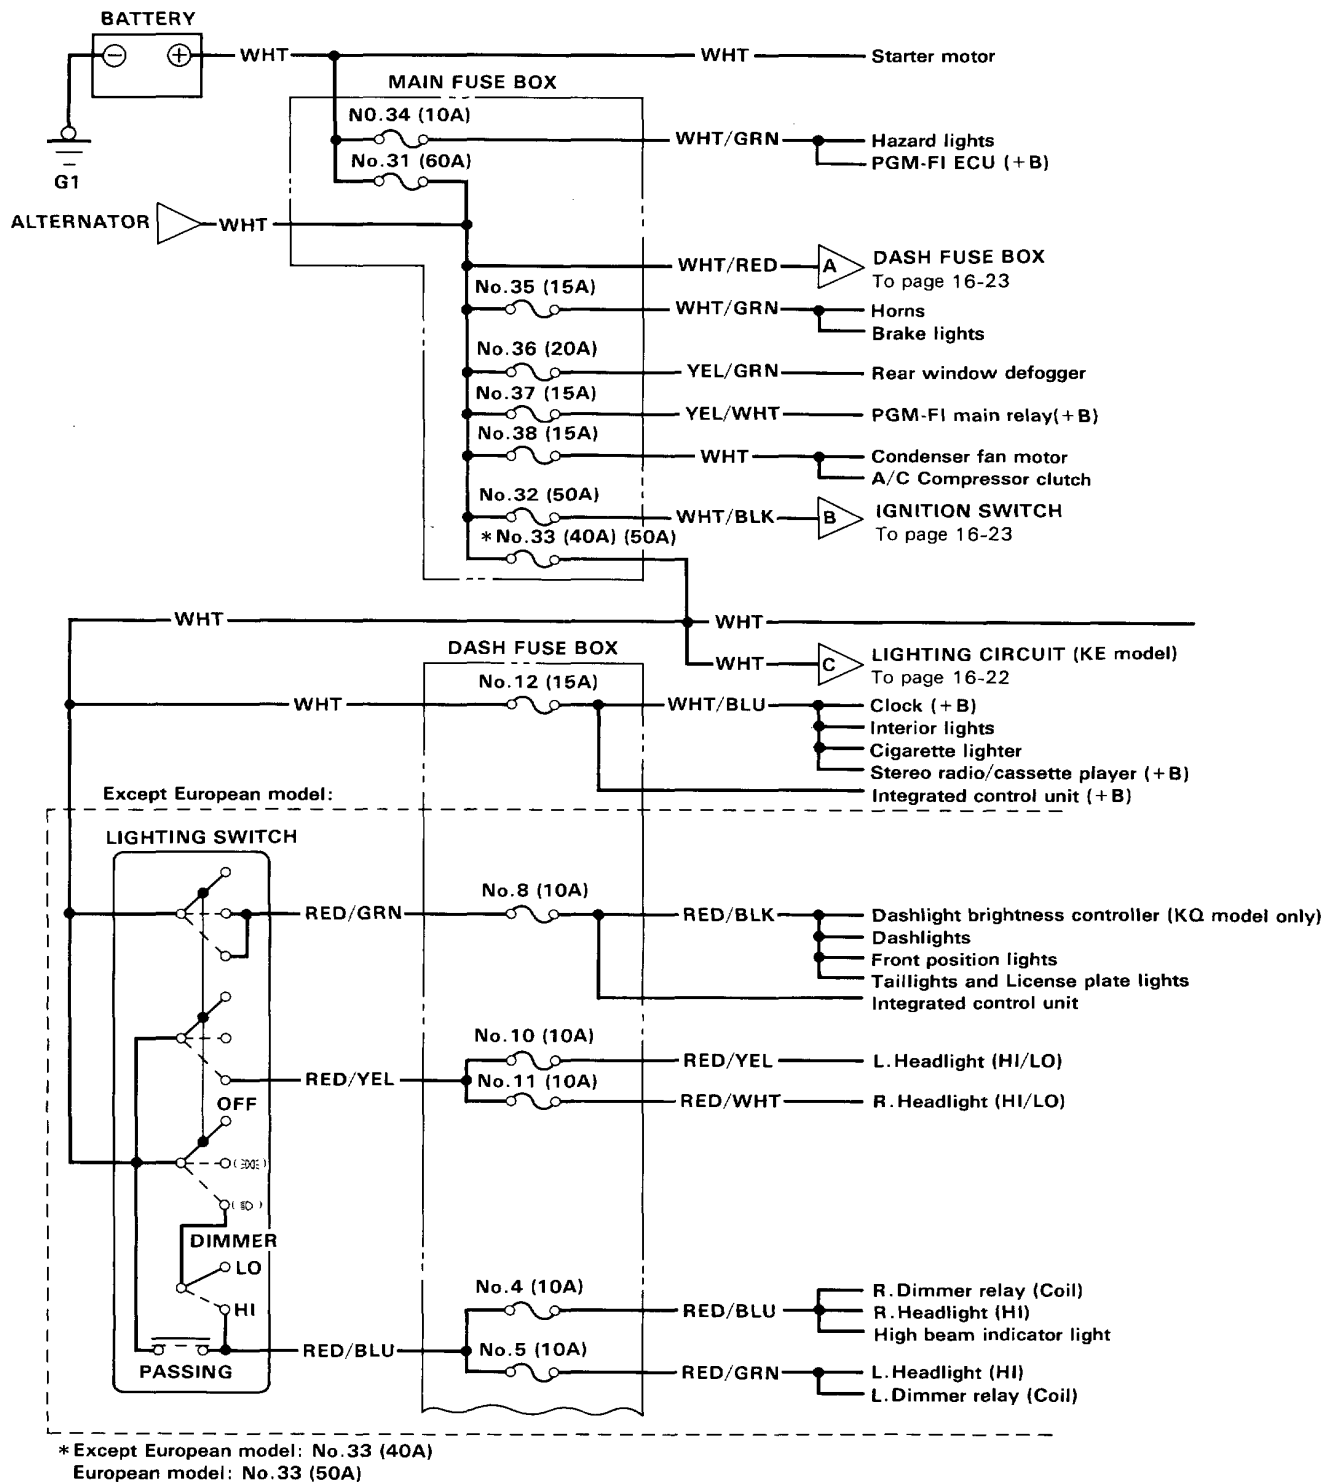 BATTERY
− + WHT WHT Starter motor
MAIN FUSE BOX
N0.34 (10A)
WHT/GRN Hazard lights
No.31 (60A) PGM-FI ECU (+B)
G1
ALTERNATOR WHT
WHT/RED A DASH FUSE BOX
To page 16-23
No.35 (15A)
WHT/GRN Horns
Brake lights
No.36 (20A)
YEL/GRN Rear window defogger
No.37 (15A)
YEL/WHT PGM-FI main relay(+B)
No.38 (15A)
WHT Condenser fan motor
A/C Compressor clutch
No.32 (50A)
WHT/BLK B IGNITION SWITCH
To page 16-23
*No.33 (40A) (50A)
WHT WHT
DASH FUSE BOX
WHT C LIGHTING CIRCUIT (KE model)
To page 16-22
No.12 (15A)
WHT WHT/BLU Clock (+B)
Interior lights
Cigarette lighter
Stereo radio/cassette player (+B)
Except European model: Integrated control unit (+B)
LIGHTING SWITCH
No.8 (10A)
RED/GRN RED/BLK Dashlight brightness controller (KQ model only)
Dashlights
Front position lights
Taillights and License plate lights
Integrated control unit
No.10 (10A)
RED/YEL L.Headlight (HI/LO)
RED/YEL No.11 (10A)
OFF RED/WHT R.Headlight (HI/LO)
DIMMER
LO
No.4 (10A) R.Dimmer relay (Coil)
HI RED/BLU R.Headlight (HI)
High beam indicator light
RED/BLU No.5 (10A)
PASSING RED/GRN L.Headlight (HI)
L.Dimmer relay (Coil)
*Except European model: No.33 (40A)
European model: No.33 (50A)